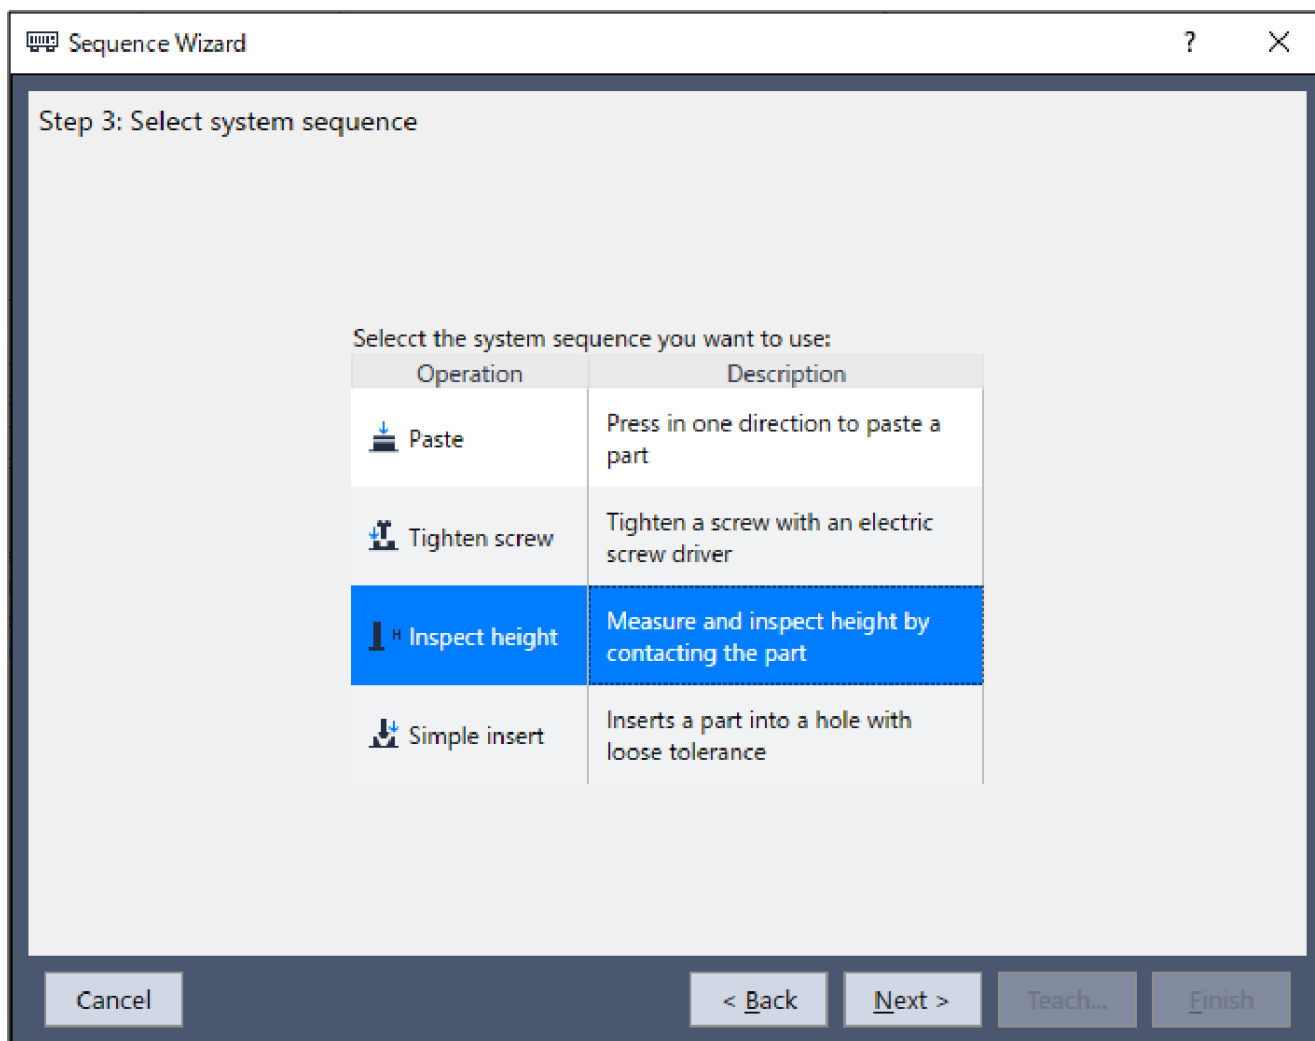 Sequence Wizard ?
Step 3: Select system sequence
Selecct the system sequence you want to use:
Operation Description
Paste Press in one direction to paste a
part
Tighten screw Tighten a screw with an electric
screw driver
H Inspect height Measure and inspect height by
contacting the part
Simple insert Inserts a part into a hole with
loose tolerance
Cancel < Back Next > Teach... Finish